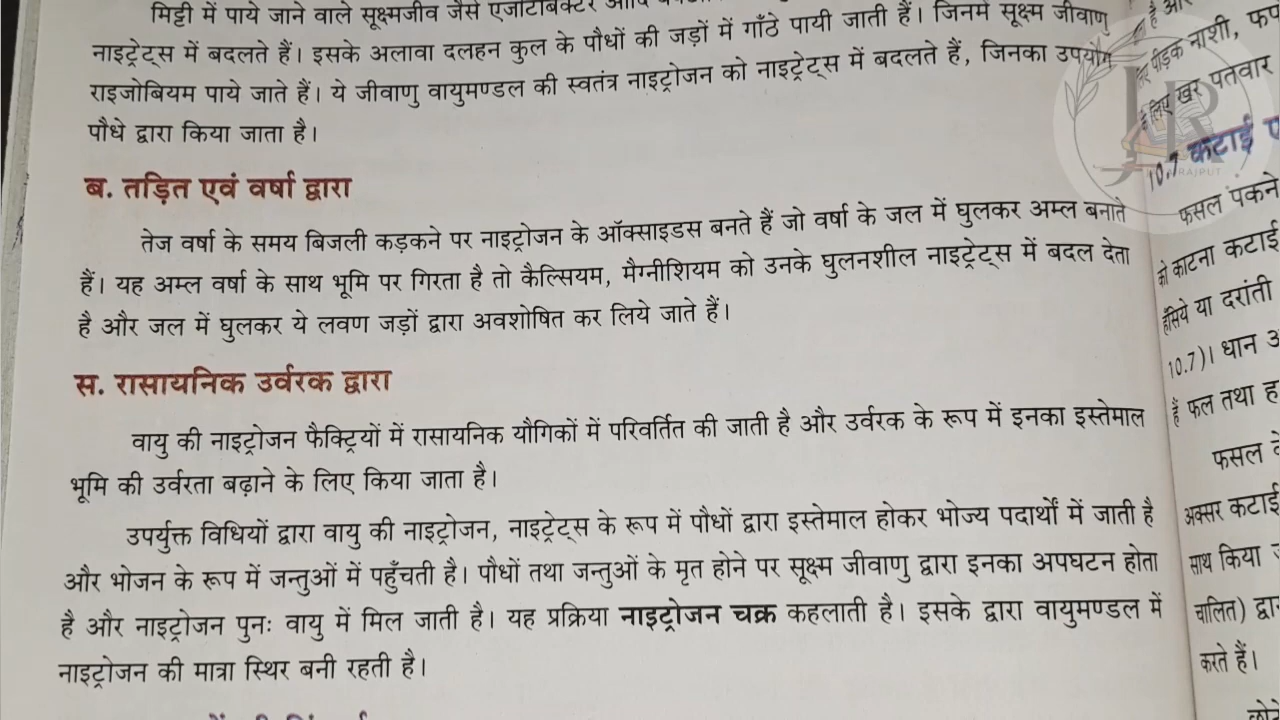 मिट्टी में पाये जाने वाले सूक्ष्मजीव जैसे एजोटोबैक्टर आदि
नाइट्रेट्स में बदलते हैं। इसके अलावा दलहन कुल के पौधों की जड़ों में गाँठे पायी जाती हैं। जिनमें सूक्ष्म जीवाणु
राइजोबियम पाये जाते हैं। ये जीवाणु वायुमण्डल की स्वतंत्र नाइट्रोजन को नाइट्रेट्स में बदलते हैं, जिनका उपयोग
पौधे द्वारा किया जाता है।
ब. तड़ित एवं वर्षा द्वारा
तेज वर्षा के समय बिजली कड़कने पर नाइट्रोजन के ऑक्साइडस बनते हैं जो वर्षा के जल में घुलकर अम्ल बनाते
हैं। यह अम्ल वर्षा के साथ भूमि पर गिरता है तो कैल्सियम, मैग्नीशियम को उनके घुलनशील नाइट्रेट्स में बदल देता
है और जल में घुलकर ये लवण जड़ों द्वारा अवशोषित कर लिये जाते हैं।
स. रासायनिक उर्वरक द्वारा
वायु की नाइट्रोजन फैक्ट्रियों में रासायनिक यौगिकों में परिवर्तित की जाती है और उर्वरक के रूप में इनका इस्तेमाल
भूमि की उर्वरता बढ़ाने के लिए किया जाता है।
उपर्युक्त विधियों द्वारा वायु की नाइट्रोजन, नाइट्रेट्स के रूप में पौधों द्वारा इस्तेमाल होकर भोज्य पदार्थों में जाती है
और भोजन के रूप में जन्तुओं में पहुँचती है। पौधों तथा जन्तुओं के मृत होने पर सूक्ष्म जीवाणु द्वारा इनका अपघटन होता
है और नाइट्रोजन पुनः वायु में मिल जाती है। यह प्रक्रिया नाइट्रोजन चक्र कहलाती है। इसके द्वारा वायुमण्डल में
नाइट्रोजन की मात्रा स्थिर बनी रहती है।
है और
पीड़क नाशी,
लिए खर पतवार
10.7 कटाई
फसल पकने
को काटना कटाई
हँसिये या दरांती
10.7)। धान
हैं फल तथा
फसल
अक्सर कटाई
साथ किया
चालित)
करते हैं।
JR
RAJPUT